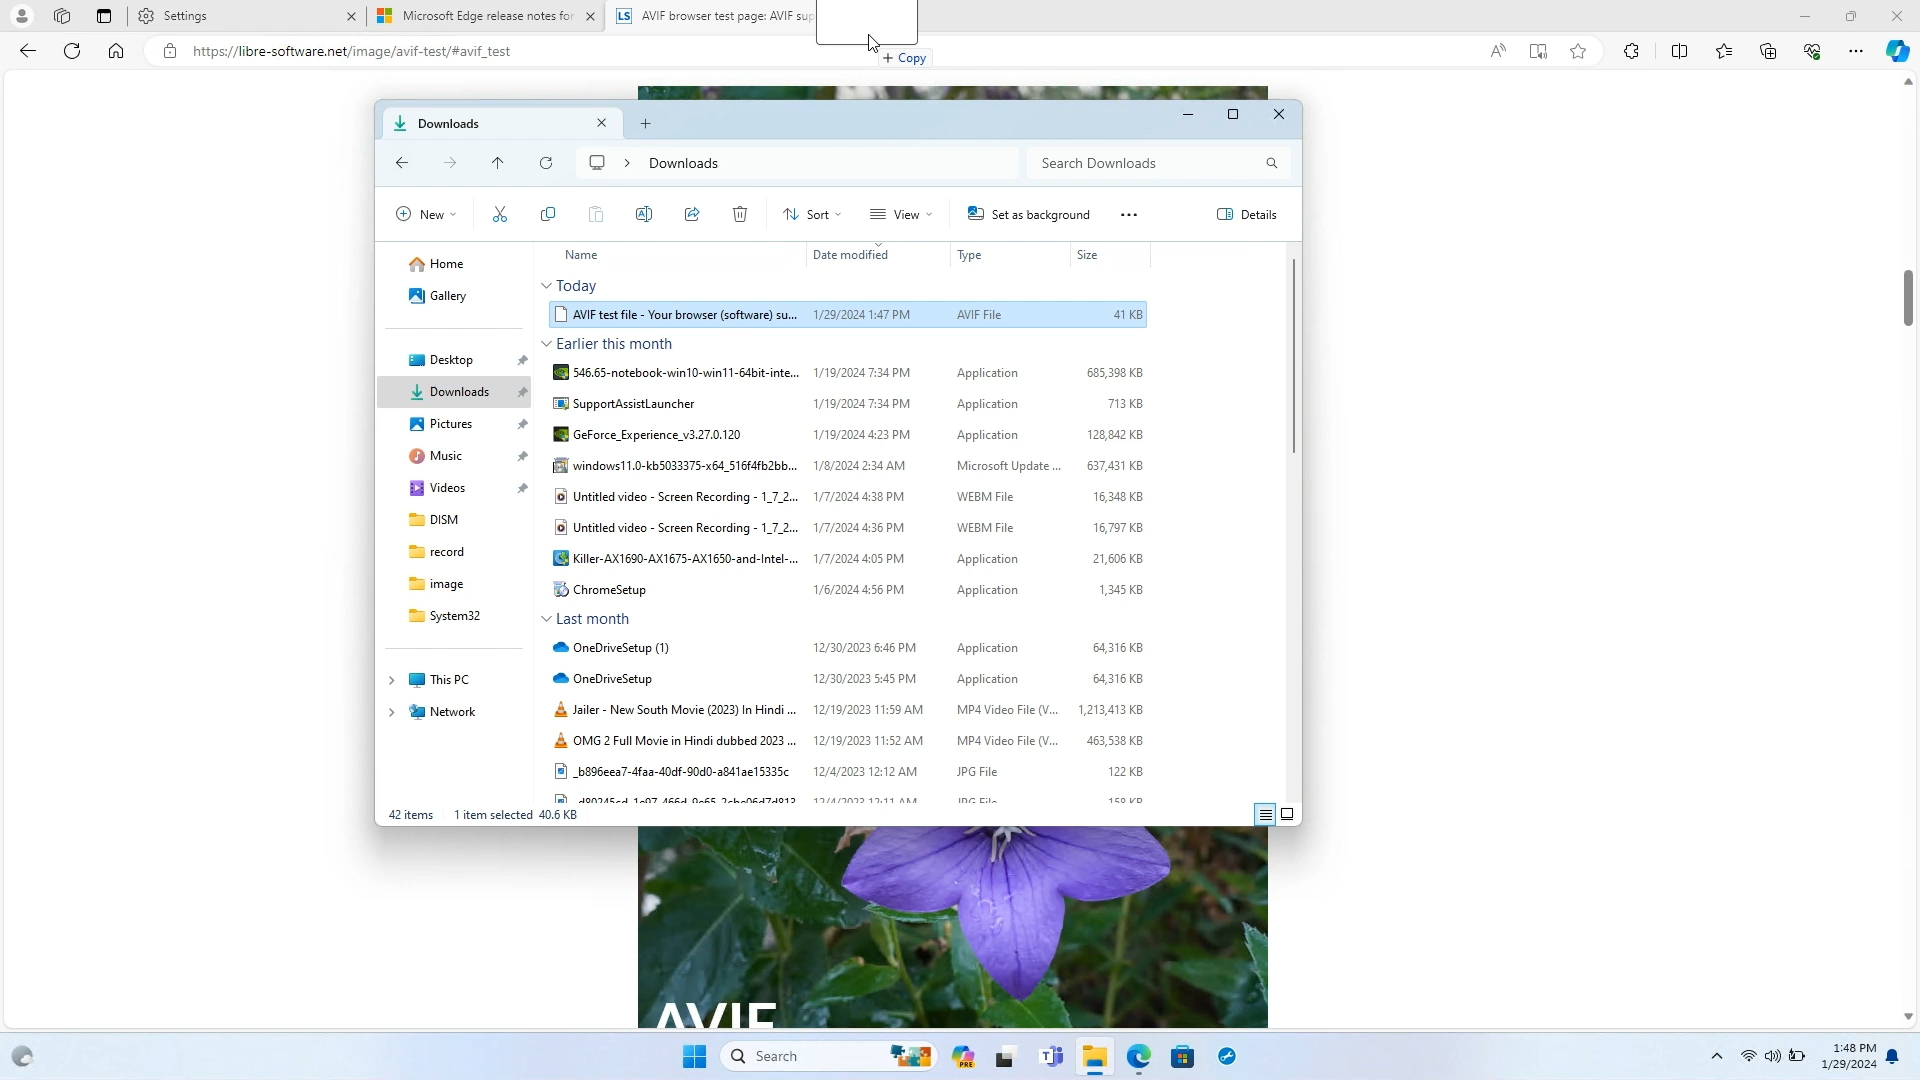 Settings
Microsoft Edge release notes for
LS AVIF browser test page: AVIF sup
https://libre-software.net/image/avif-test/#avif_test
+ Copy
Downloads
Downloads
Search Downloads
New
Sort
View
Set as background
Details
Name Date modified Type Size
Home
Gallery
Desktop
Downloads
Pictures
Music
Videos
DISM
record
image
System32
This PC
Network
Today
AVIF test file - Your browser (software) su... 1/29/2024 1:47 PM AVIF File 41 KB
Earlier this month
546.65-notebook-win10-win11-64bit-inte... 1/19/2024 7:34 PM Application 685,398 KB
SupportAssistLauncher 1/19/2024 7:34 PM Application 713 KB
GeForce_Experience_v3.27.0.120 1/19/2024 4:23 PM Application 128,842 KB
windows11.0-kb5033375-x64_516f4fb2bb... 1/8/2024 2:34 AM Microsoft Update ... 637,431 KB
Untitled video - Screen Recording - 1_7_2... 1/7/2024 4:38 PM WEBM File 16,348 KB
Untitled video - Screen Recording - 1_7_2... 1/7/2024 4:36 PM WEBM File 16,797 KB
Killer-AX1690-AX1675-AX1650-and-Intel-... 1/7/2024 4:05 PM Application 21,606 KB
ChromeSetup 1/6/2024 4:56 PM Application 1,345 KB
Last month
OneDriveSetup (1) 12/30/2023 6:46 PM Application 64,316 KB
OneDriveSetup 12/30/2023 5:45 PM Application 64,316 KB
Jailer - New South Movie (2023) In Hindi ... 12/19/2023 11:59 AM MP4 Video File (V... 1,213,413 KB
OMG 2 Full Movie in Hindi dubbed 2023 ... 12/19/2023 11:52 AM MP4 Video File (V... 463,538 KB
_b896eea7-4faa-40df-90d0-a841ae15335c 12/4/2023 12:12 AM JPG File 122 KB
12/4/2023 12:11 AM JPG File 158 KB
42 items 1 item selected 40.6 KB
AVIF
Search
PRE
1:48 PM
1/29/2024